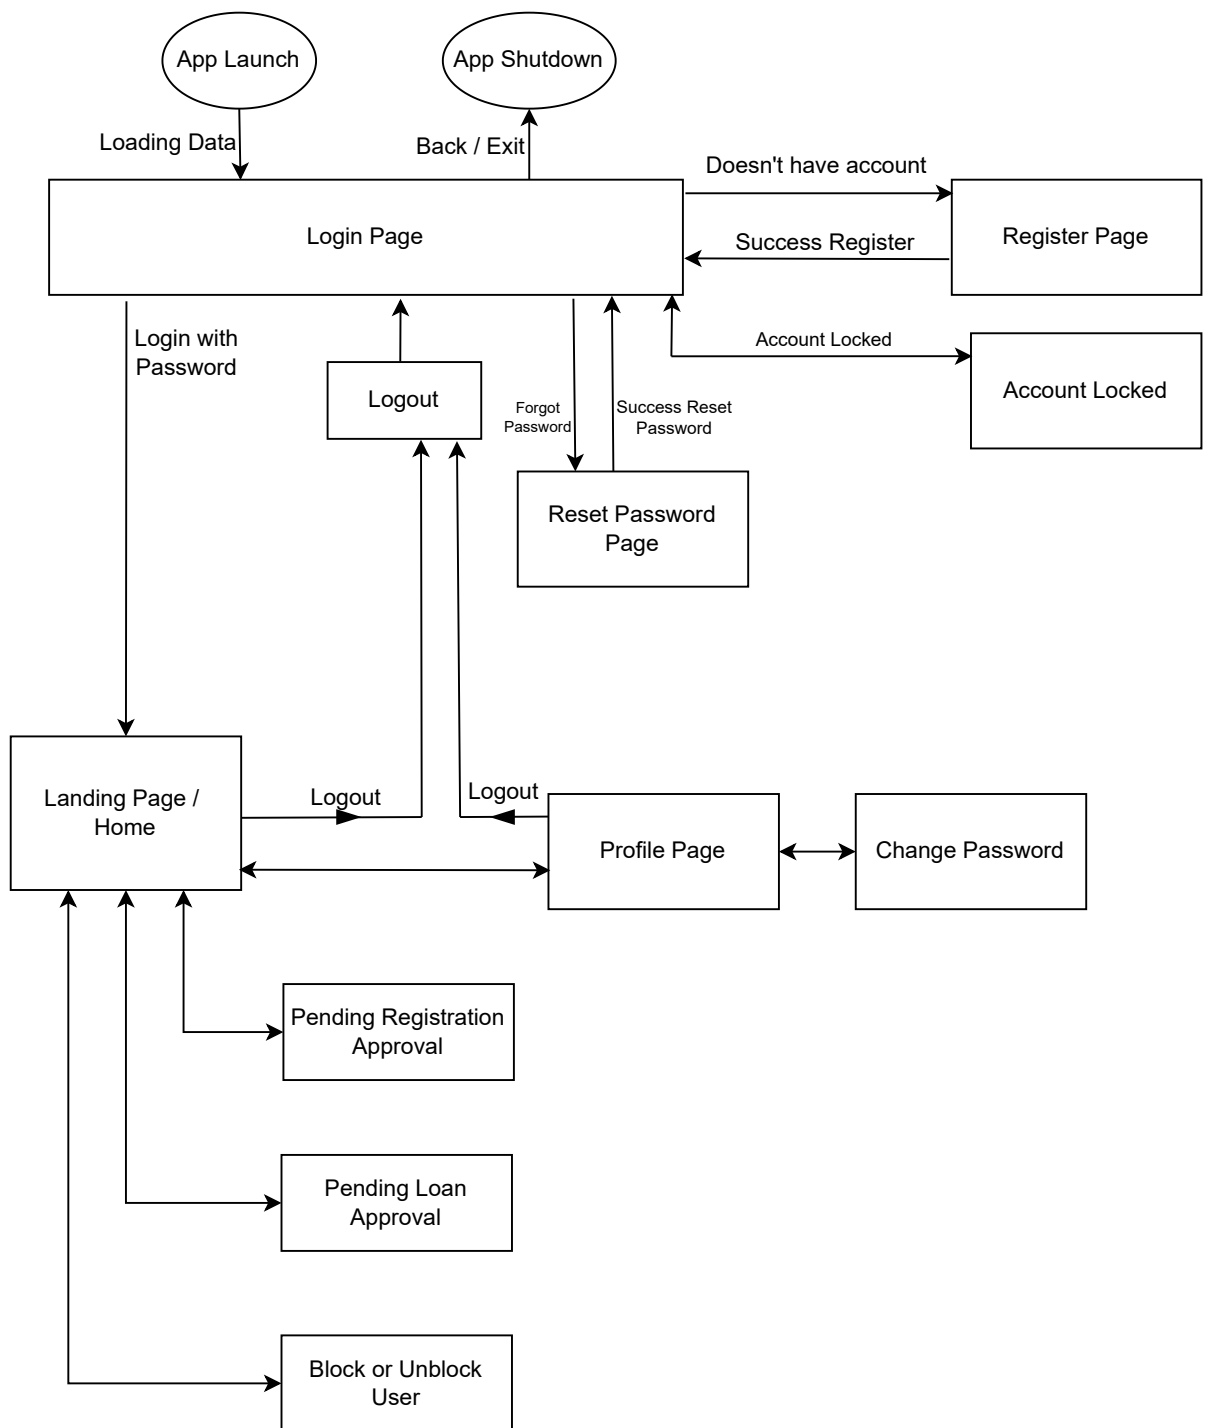 App Launch
App Shutdown
Loading Data
Back / Exit
Doesn't have account
Login Page
Success Register
Register Page
Login with
Password
Account Locked
Logout
Account Locked
Forgot
Password
Success Reset
Password
Reset Password
Page
Landing Page /
Home
Logout
Logout
Profile Page
Change Password
Pending Registration
Approval
Pending Loan
Approval
Block or Unblock
User